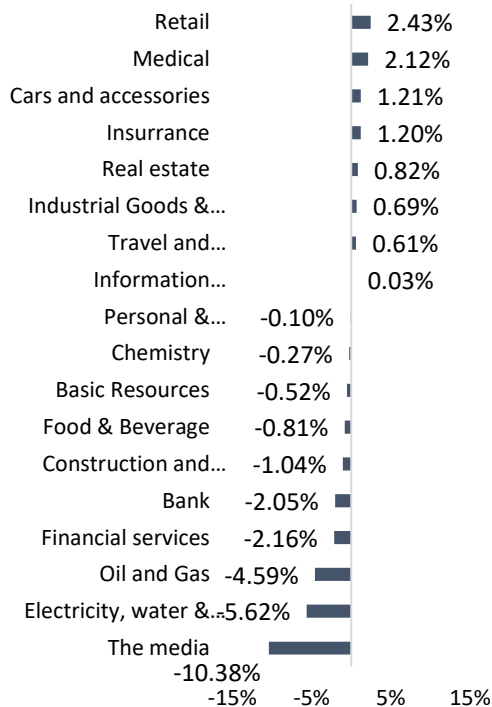 Retail 2.43%
Medical 2.12%
Cars and accessories 1.21%
Insurrance 1.20%
Real estate 0.82%
Industrial Goods &... 0.69%
Travel and... 0.61%
Information... 0.03%
Personal &... -0.10%
Chemistry -0.27%
Basic Resources -0.52%
Food & Beverage -0.81%
Construction and... -1.04%
Bank -2.05%
Financial services -2.16%
Oil and Gas -4.59%
Electricity, water &... -5.62%
The media
-10.38%
-15% -5% 5% 15%